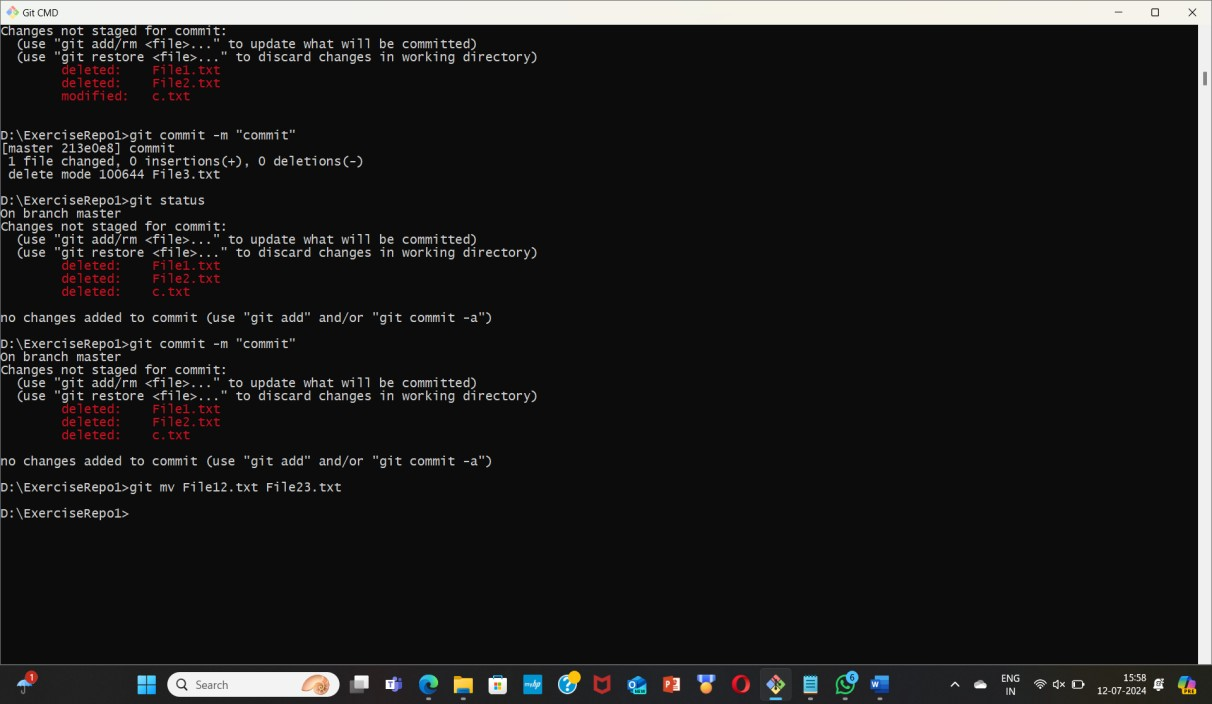 Git CMD
Changes not staged for commit:
  (use "git add/rm <file>..." to update what will be committed)
  (use "git restore <file>..." to discard changes in working directory)
        deleted:    File1.txt
        deleted:    File2.txt
        modified:   c.txt
D:\ExerciseRepo1>git commit -m "commit"
[master 213e0e8] commit
 1 file changed, 0 insertions(+), 0 deletions(-)
 delete mode 100644 File3.txt
D:\ExerciseRepo1>git status
On branch master
Changes not staged for commit:
  (use "git add/rm <file>..." to update what will be committed)
  (use "git restore <file>..." to discard changes in working directory)
        deleted:    File1.txt
        deleted:    File2.txt
        deleted:    c.txt
no changes added to commit (use "git add" and/or "git commit -a")
D:\ExerciseRepo1>git commit -m "commit"
On branch master
Changes not staged for commit:
  (use "git add/rm <file>..." to update what will be committed)
  (use "git restore <file>..." to discard changes in working directory)
        deleted:    File1.txt
        deleted:    File2.txt
        deleted:    c.txt
no changes added to commit (use "git add" and/or "git commit -a")
D:\ExerciseRepo1>git mv File12.txt File23.txt
D:\ExerciseRepo1>
1
Search
myhp
6
ENG
IN
15:58
12-07-2024